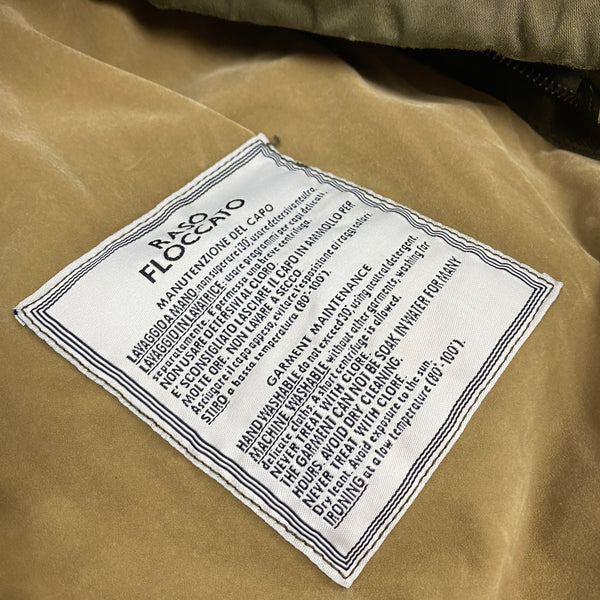 RASO
FLOCCATO
MANUTENZIONE DEL CAPO
LAVAGGIO A MANO: non superare 30°, usare detersivo neutro.
LAVAGGIO IN LAVATRICE: usare programmi per capi delicati,
separatamente. È permessa una breve centrifuga.
NON USARE DETERSIVI AL CLORO.
È SCONSIGLIATO LASCIARE IL CAPO IN AMMOLLO PER
MOLTE ORE. NON LAVARE A SECCO.
Asciugare il capo appeso, evitare l'esposizione ai raggi solari.
STIRO a bassa temperatura (80°-100°).
GARMENT MAINTENANCE
HAND WASHABLE do not exceed 30, using neutral detergent.
MACHINE WASHABLE without other garments, washing for
delicate cloths. A short centrifuge is allowed.
NEVER TREAT WITH CLORE.
THE GARMENT CAN NOT BE SOAK IN WATER FOR MANY
HOURS. AVOID DRY CLEANING.
NEVER TREAT WITH CLORE.
Dry leant. Avoid exposure to the sun.
IRONING at a low temperature (80°-100°).